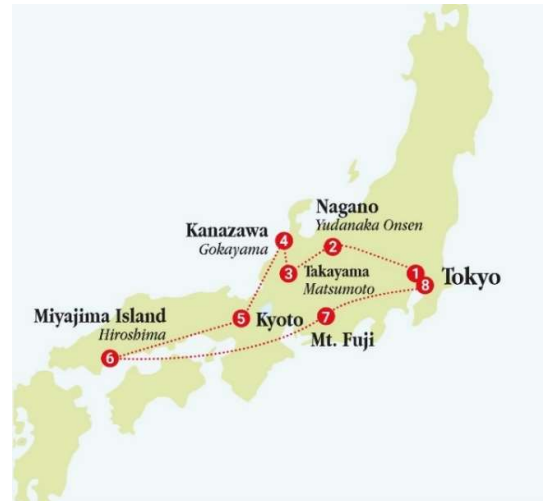 Nagano
Yudanaka Onsen
Kanazawa
Gokayama
4
2
3
Takayama
Matsumoto
1
8
Tokyo
Miyajima Island
Hiroshima
5
Kyoto
7
Mt. Fuji
6